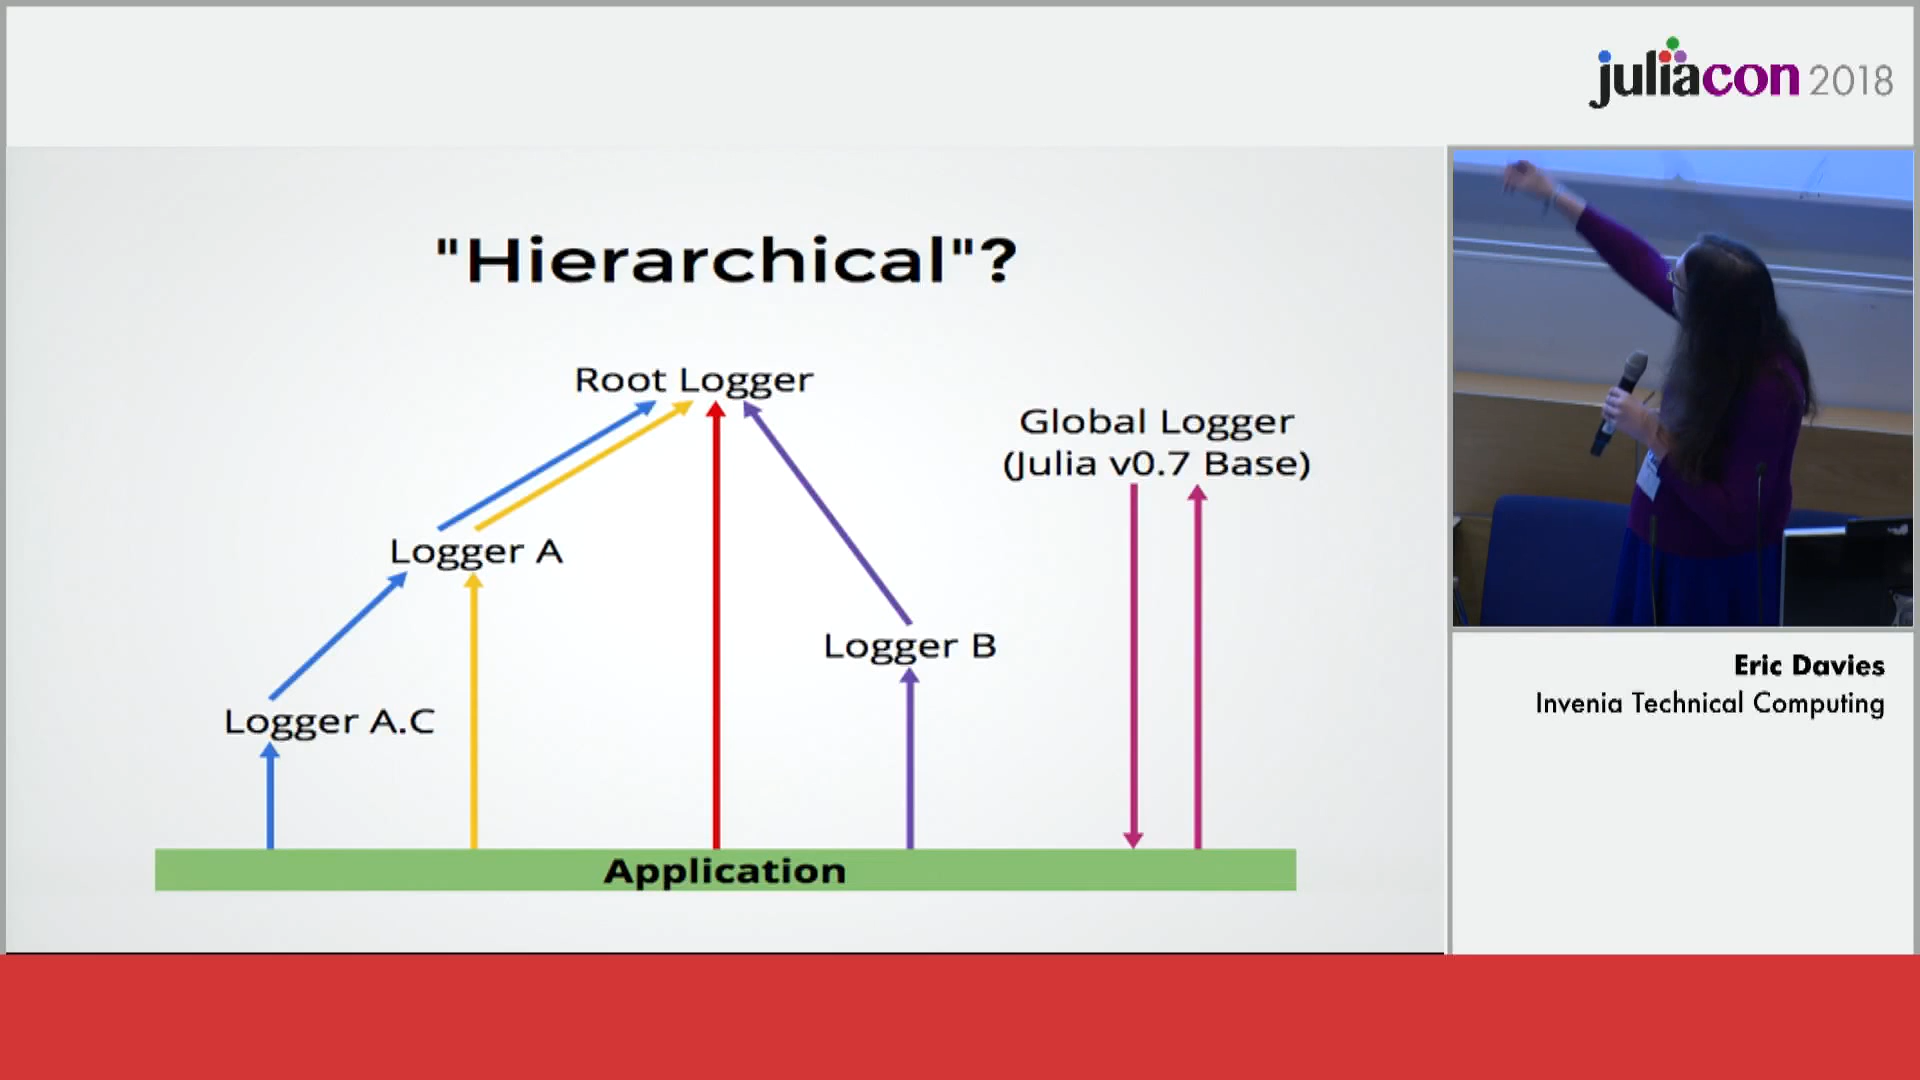 juliacon 2018
"Hierarchical"?
Root Logger
Global Logger
(Julia v0.7 Base)
Logger A
Logger B
Logger A.C
Application
Eric Davies
Invenia Technical Computing